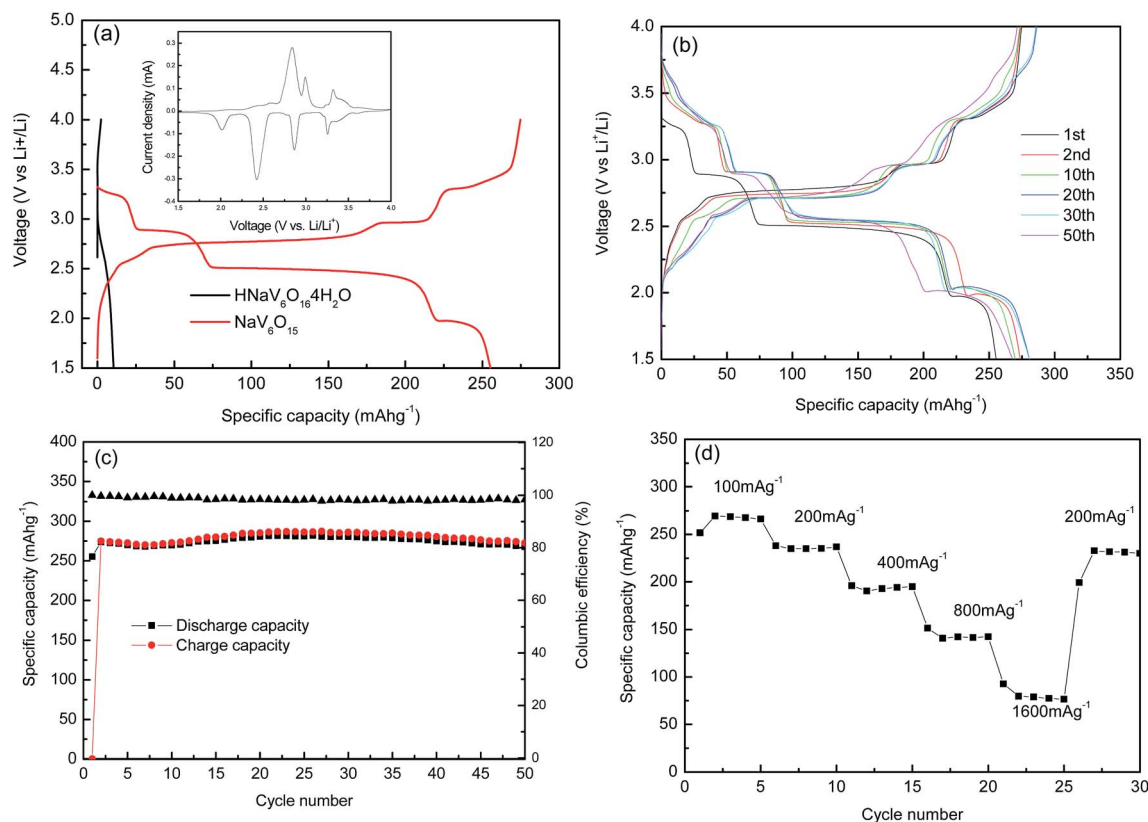 (a)
5.0
4.5
4.0
3.5
3.0
2.5
2.0
1.5
Voltage (V vs Li+/Li)
0 50 100 150 200 250 300
Specific capacity (mAhg⁻¹)
HNaV₆O₁₆4H₂O
NaV₆O₁₅
0.3
0.2
0.1
0.0
-0.1
-0.2
-0.3
Current density (mA)
1.5 2.0 2.5 3.0 3.5 4.0
Voltage (V vs. Li/Li⁺)
(b)
4.0
3.5
3.0
2.5
2.0
1.5
Voltage (V vs Li⁺/Li)
1st
2nd
10th
20th
30th
50th
0 50 100 150 200 250 300 350
Specific capacity (mAhg⁻¹)
(c)
400
350
300
250
200
150
100
50
0
Specific capacity (mAhg⁻¹)
Discharge capacity
Charge capacity
120
100
80
60
40
20
0
Columbic efficiency (%)
0 5 10 15 20 25 30 35 40 45 50
Cycle number
(d)
350
300
250
200
150
100
50
0
Specific capacity (mAhg⁻¹)
100mAg⁻¹
200mAg⁻¹
400mAg⁻¹
800mAg⁻¹
1600mAg⁻¹
200mAg⁻¹
0 5 10 15 20 25 30
Cycle number